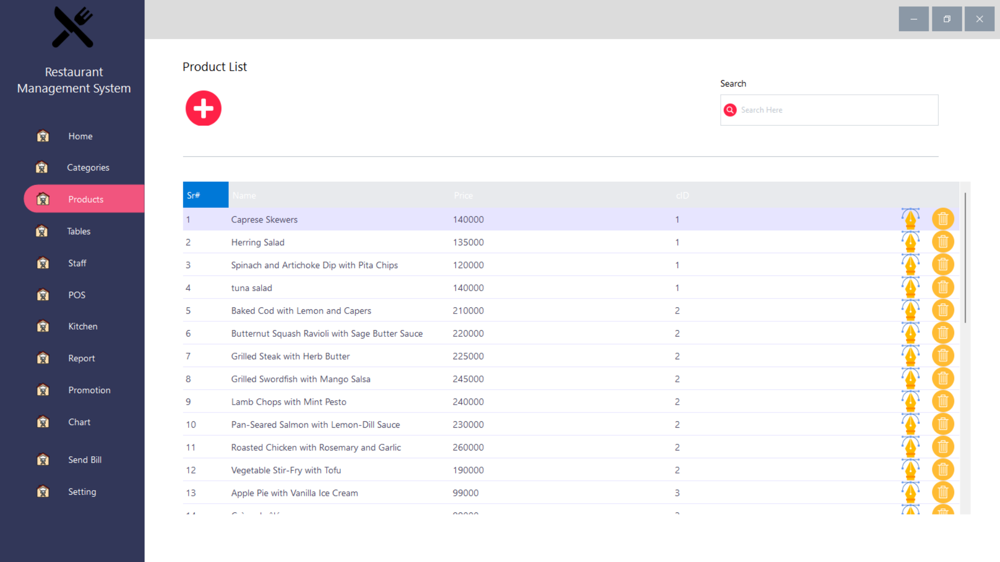 Restaurant
Management System
Home
Categories
Products
Tables
Staff
POS
Kitchen
Report
Promotion
Chart
Send Bill
Setting
Product List
Search
Search Here
Sr# Name Price cID
1 Caprese Skewers 140000 1
2 Herring Salad 135000 1
3 Spinach and Artichoke Dip with Pita Chips 120000 1
4 tuna salad 140000 1
5 Baked Cod with Lemon and Capers 210000 2
6 Butternut Squash Ravioli with Sage Butter Sauce 220000 2
7 Grilled Steak with Herb Butter 225000 2
8 Grilled Swordfish with Mango Salsa 245000 2
9 Lamb Chops with Mint Pesto 240000 2
10 Pan-Seared Salmon with Lemon-Dill Sauce 230000 2
11 Roasted Chicken with Rosemary and Garlic 260000 2
12 Vegetable Stir-Fry with Tofu 190000 2
13 Apple Pie with Vanilla Ice Cream 99000 3